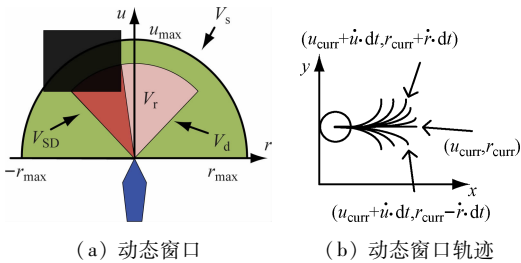 u
V_s
u_max
V_r
V_SD
V_d
r
−r_max
r_max
(a) 动态窗口
(u_curr+u̇·dt,r_curr+ṙ·dt)
y
(u_curr,r_curr)
x
(u_curr+u̇·dt,r_curr−ṙ·dt)
(b) 动态窗口轨迹